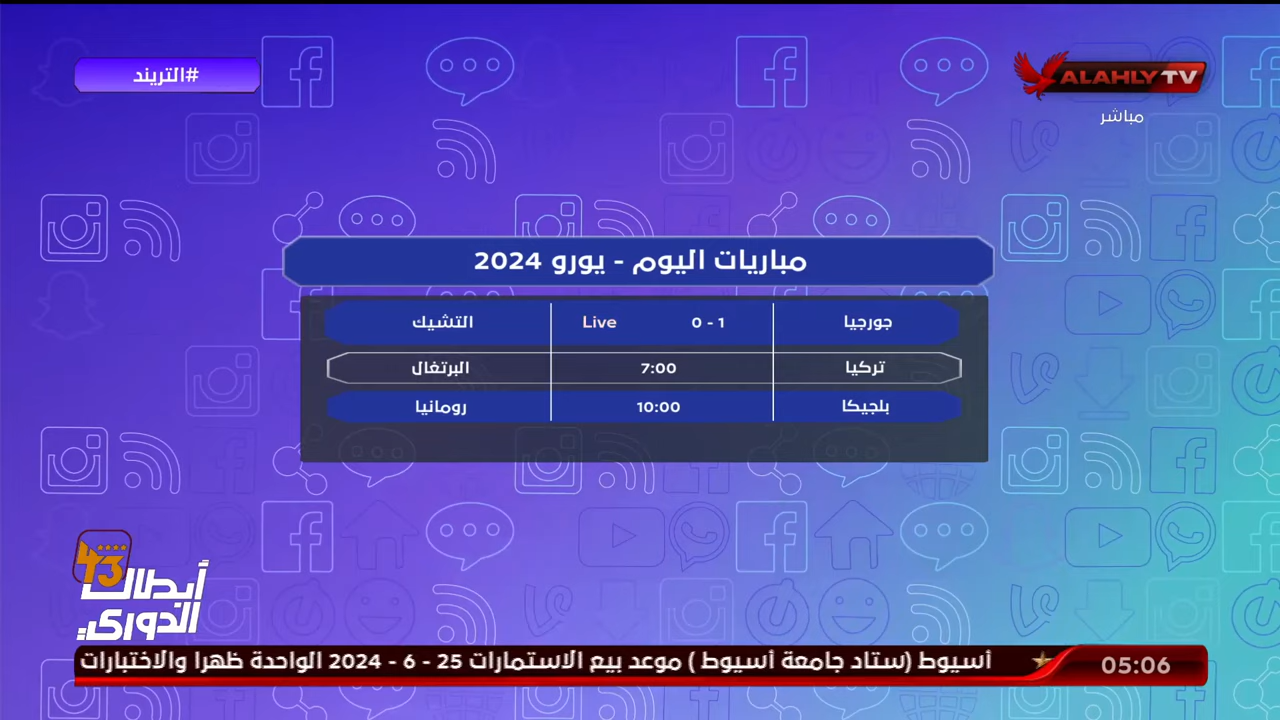 #التريند
ALAHLY TV
مباشر
مباريات اليوم - يورو 2024
جورجيا 1 - 0 Live التشيك
تركيا 7:00 البرتغال
بلجيكا 10:00 رومانيا
43
أبطال
الدوري
05:06 أسيوط (ستاد جامعة أسيوط ) موعد بيع الاستمارات 25 - 6 - 2024 الواحدة ظهرا والاختبارات